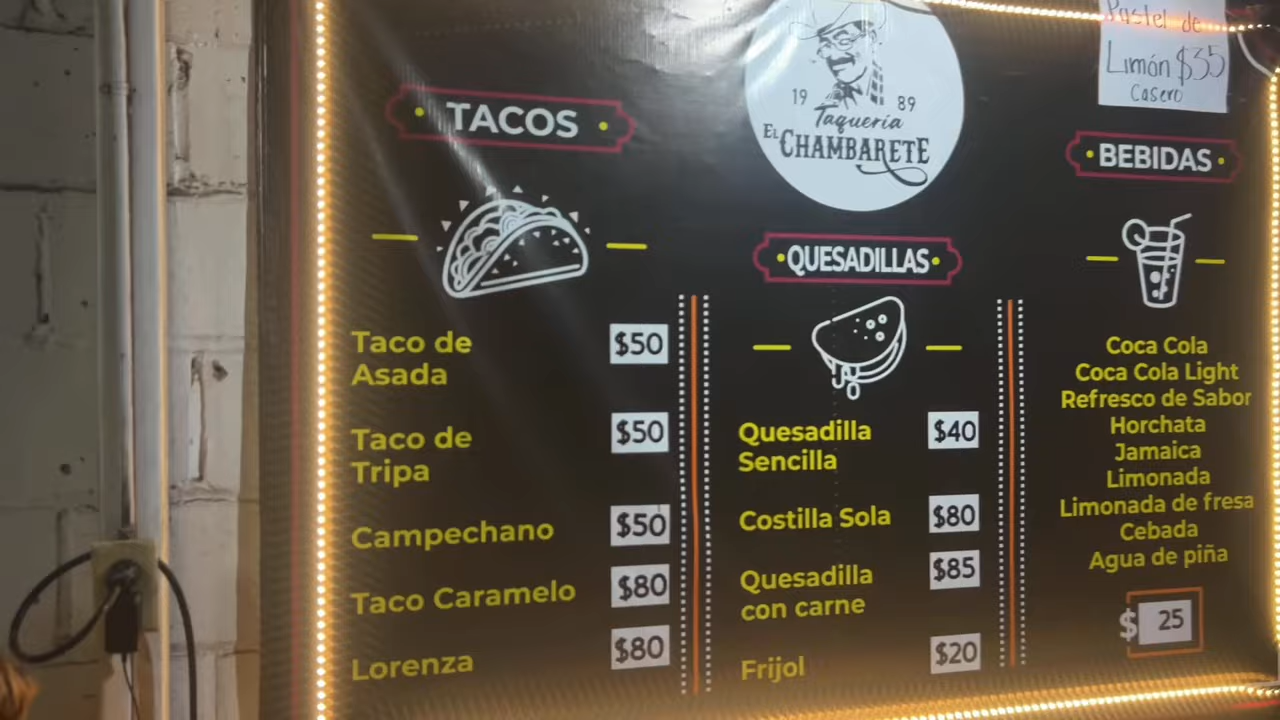 TACOS
Taco de
Asada
$50
Taco de
Tripa
$50
Campechano
$50
Taco Caramelo
$80
Lorenza
$80
19 89
Taquería
EL CHAMBARETE
QUESADILLAS
Quesadilla
Sencilla
$40
Costilla Sola
$80
Quesadilla
con carne
$85
Frijol
$20
Pastel de
Limón $35
Casero
BEBIDAS
Coca Cola
Coca Cola Light
Refresco de Sabor
Horchata
Jamaica
Limonada
Limonada de fresa
Cebada
Agua de piña
$ 25